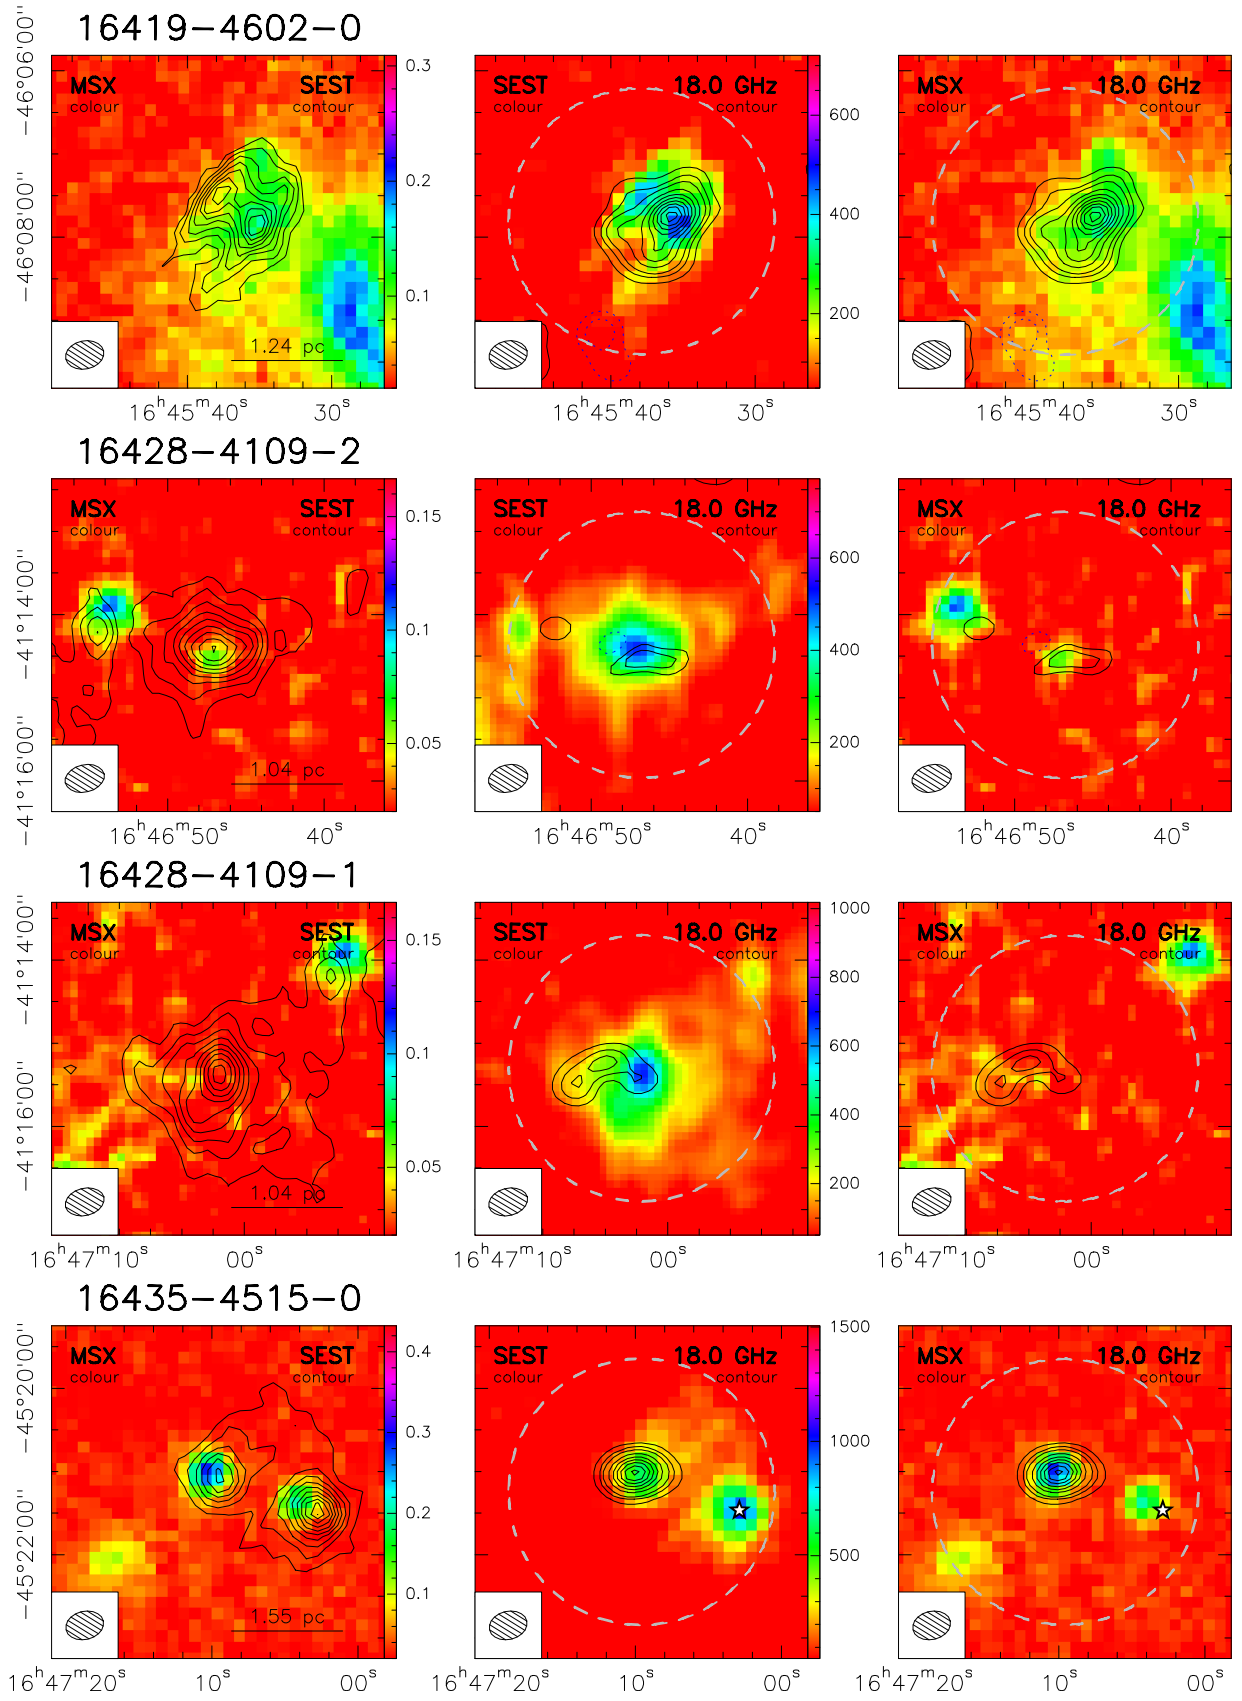 16419−4602−0
MSX SEST
colour contour
SEST 18.0 GHz
colour contour
MSX 18.0 GHz
colour contour
−46°06'00''
−46°08'00''
0.3
0.2
0.1
600
400
200
1.24 pc
16h45m40s 30s
16h45m40s 30s
16h45m40s 30s
16428−4109−2
MSX SEST
colour contour
SEST 18.0 GHz
colour contour
MSX 18.0 GHz
colour contour
−41°14'00''
−41°16'00''
0.15
0.10
0.05
600
400
200
1.04 pc
16h46m50s 40s
16h46m50s 40s
16h46m50s 40s
16428−4109−1
MSX SEST
colour contour
SEST 18.0 GHz
colour contour
MSX 18.0 GHz
colour contour
−41°14'00''
−41°16'00''
0.15
0.1
0.05
1000
800
600
400
200
1.04 pc
16h47m10s 00s
16h47m10s 00s
16h47m10s 00s
16435−4515−0
MSX SEST
colour contour
SEST 18.0 GHz
colour contour
MSX 18.0 GHz
colour contour
−45°20'00''
−45°22'00''
0.4
0.3
0.2
0.1
1500
1000
500
1.55 pc
16h47m20s 10s 00s
16h47m20s 10s 00s
16h47m20s 10s 00s